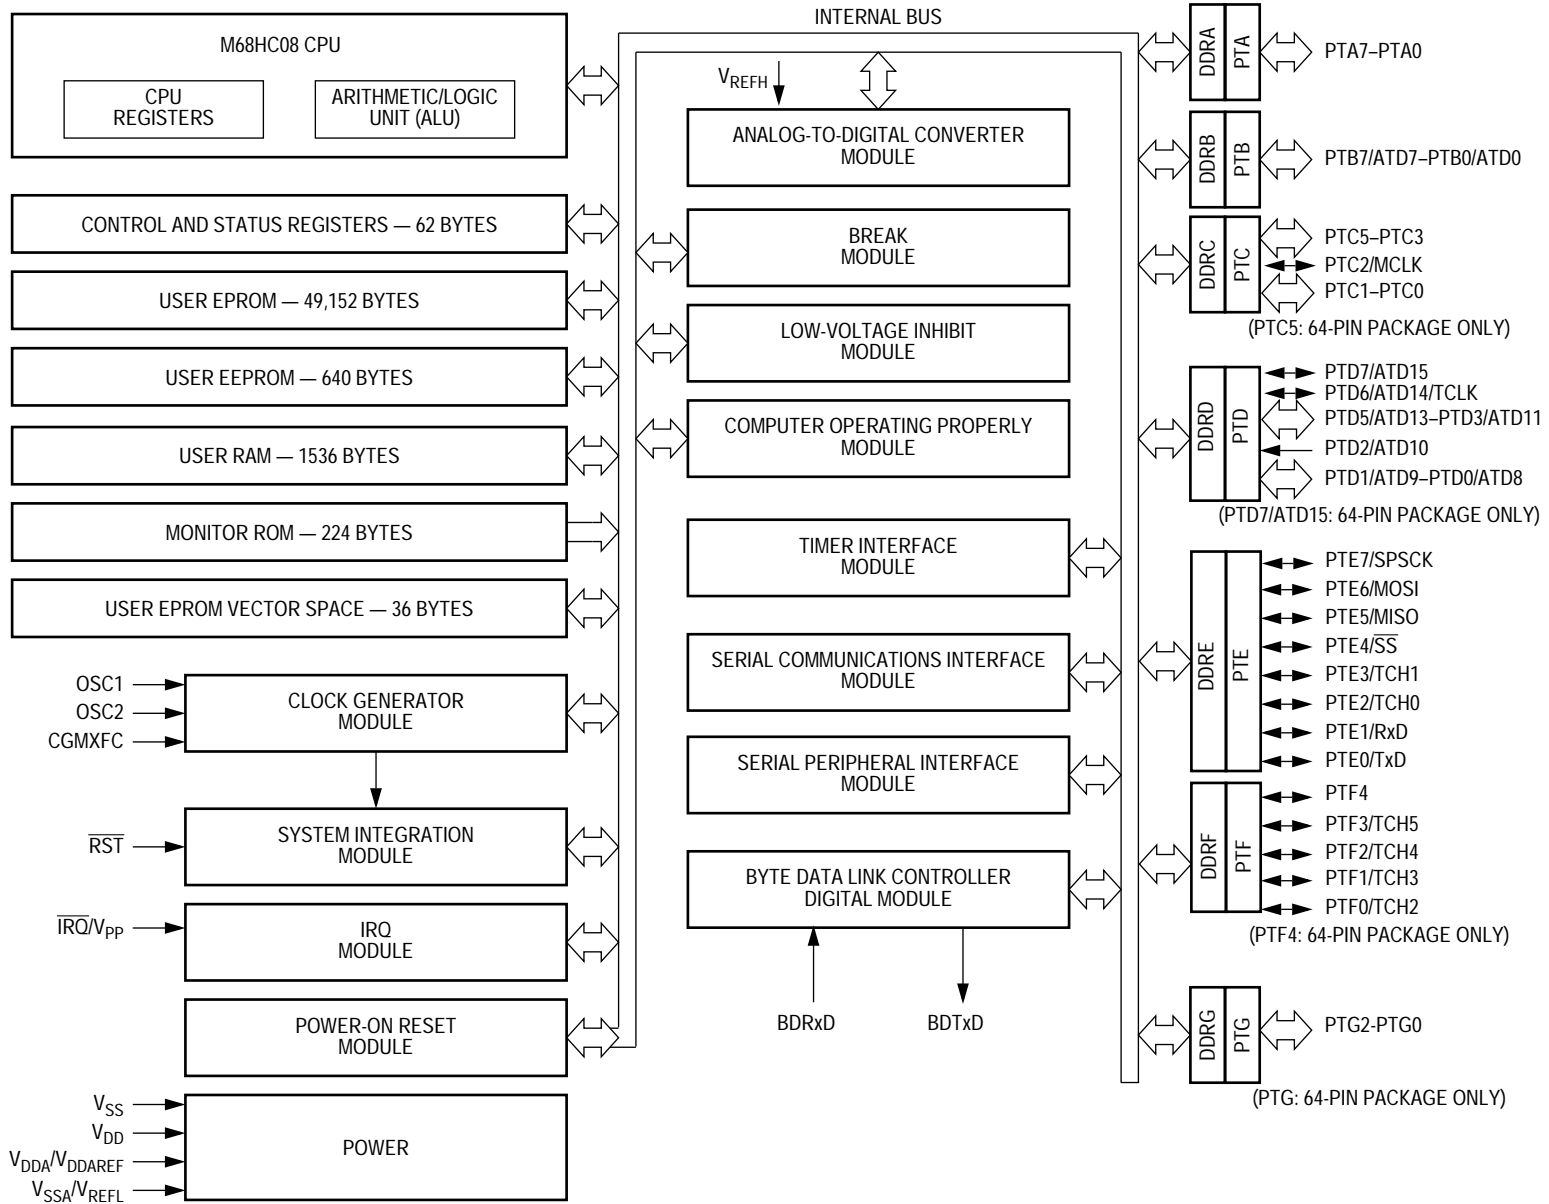 INTERNAL BUS
M68HC08 CPU
CPU
REGISTERS
ARITHMETIC/LOGIC
UNIT (ALU)
CONTROL AND STATUS REGISTERS — 62 BYTES
USER EPROM — 49,152 BYTES
USER EEPROM — 640 BYTES
USER RAM — 1536 BYTES
MONITOR ROM — 224 BYTES
USER EPROM VECTOR SPACE — 36 BYTES
OSC1
OSC2
CGMXFC
CLOCK GENERATOR
MODULE
RST
SYSTEM INTEGRATION
MODULE
IRQ/VPP
IRQ
MODULE
POWER-ON RESET
MODULE
VSS
VDD
VDDA/VDDAREF
VSSA/VREFL
POWER
VREFH
ANALOG-TO-DIGITAL CONVERTER
MODULE
BREAK
MODULE
LOW-VOLTAGE INHIBIT
MODULE
COMPUTER OPERATING PROPERLY
MODULE
TIMER INTERFACE
MODULE
SERIAL COMMUNICATIONS INTERFACE
MODULE
SERIAL PERIPHERAL INTERFACE
MODULE
BYTE DATA LINK CONTROLLER
DIGITAL MODULE
BDRxD
BDTxD
DDRA
PTA
PTA7–PTA0
DDRB
PTB
PTB7/ATD7–PTB0/ATD0
DDRC
PTC
PTC5–PTC3
PTC2/MCLK
PTC1–PTC0
(PTC5: 64-PIN PACKAGE ONLY)
DDRD
PTD
PTD7/ATD15
PTD6/ATD14/TCLK
PTD5/ATD13–PTD3/ATD11
PTD2/ATD10
PTD1/ATD9–PTD0/ATD8
(PTD7/ATD15: 64-PIN PACKAGE ONLY)
DDRE
PTE
PTE7/SPSCK
PTE6/MOSI
PTE5/MISO
PTE4/SS
PTE3/TCH1
PTE2/TCH0
PTE1/RxD
PTE0/TxD
DDRF
PTF
PTF4
PTF3/TCH5
PTF2/TCH4
PTF1/TCH3
PTF0/TCH2
(PTF4: 64-PIN PACKAGE ONLY)
DDRG
PTG
PTG2-PTG0
(PTG: 64-PIN PACKAGE ONLY)